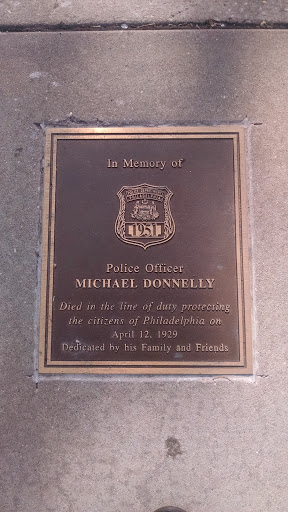 In Memory of
1951
Police Officer
MICHAEL DONNELLY
Died in the line of duty protecting
the citizens of Philadelphia on
April 12, 1929
Dedicated by his Family and Friends